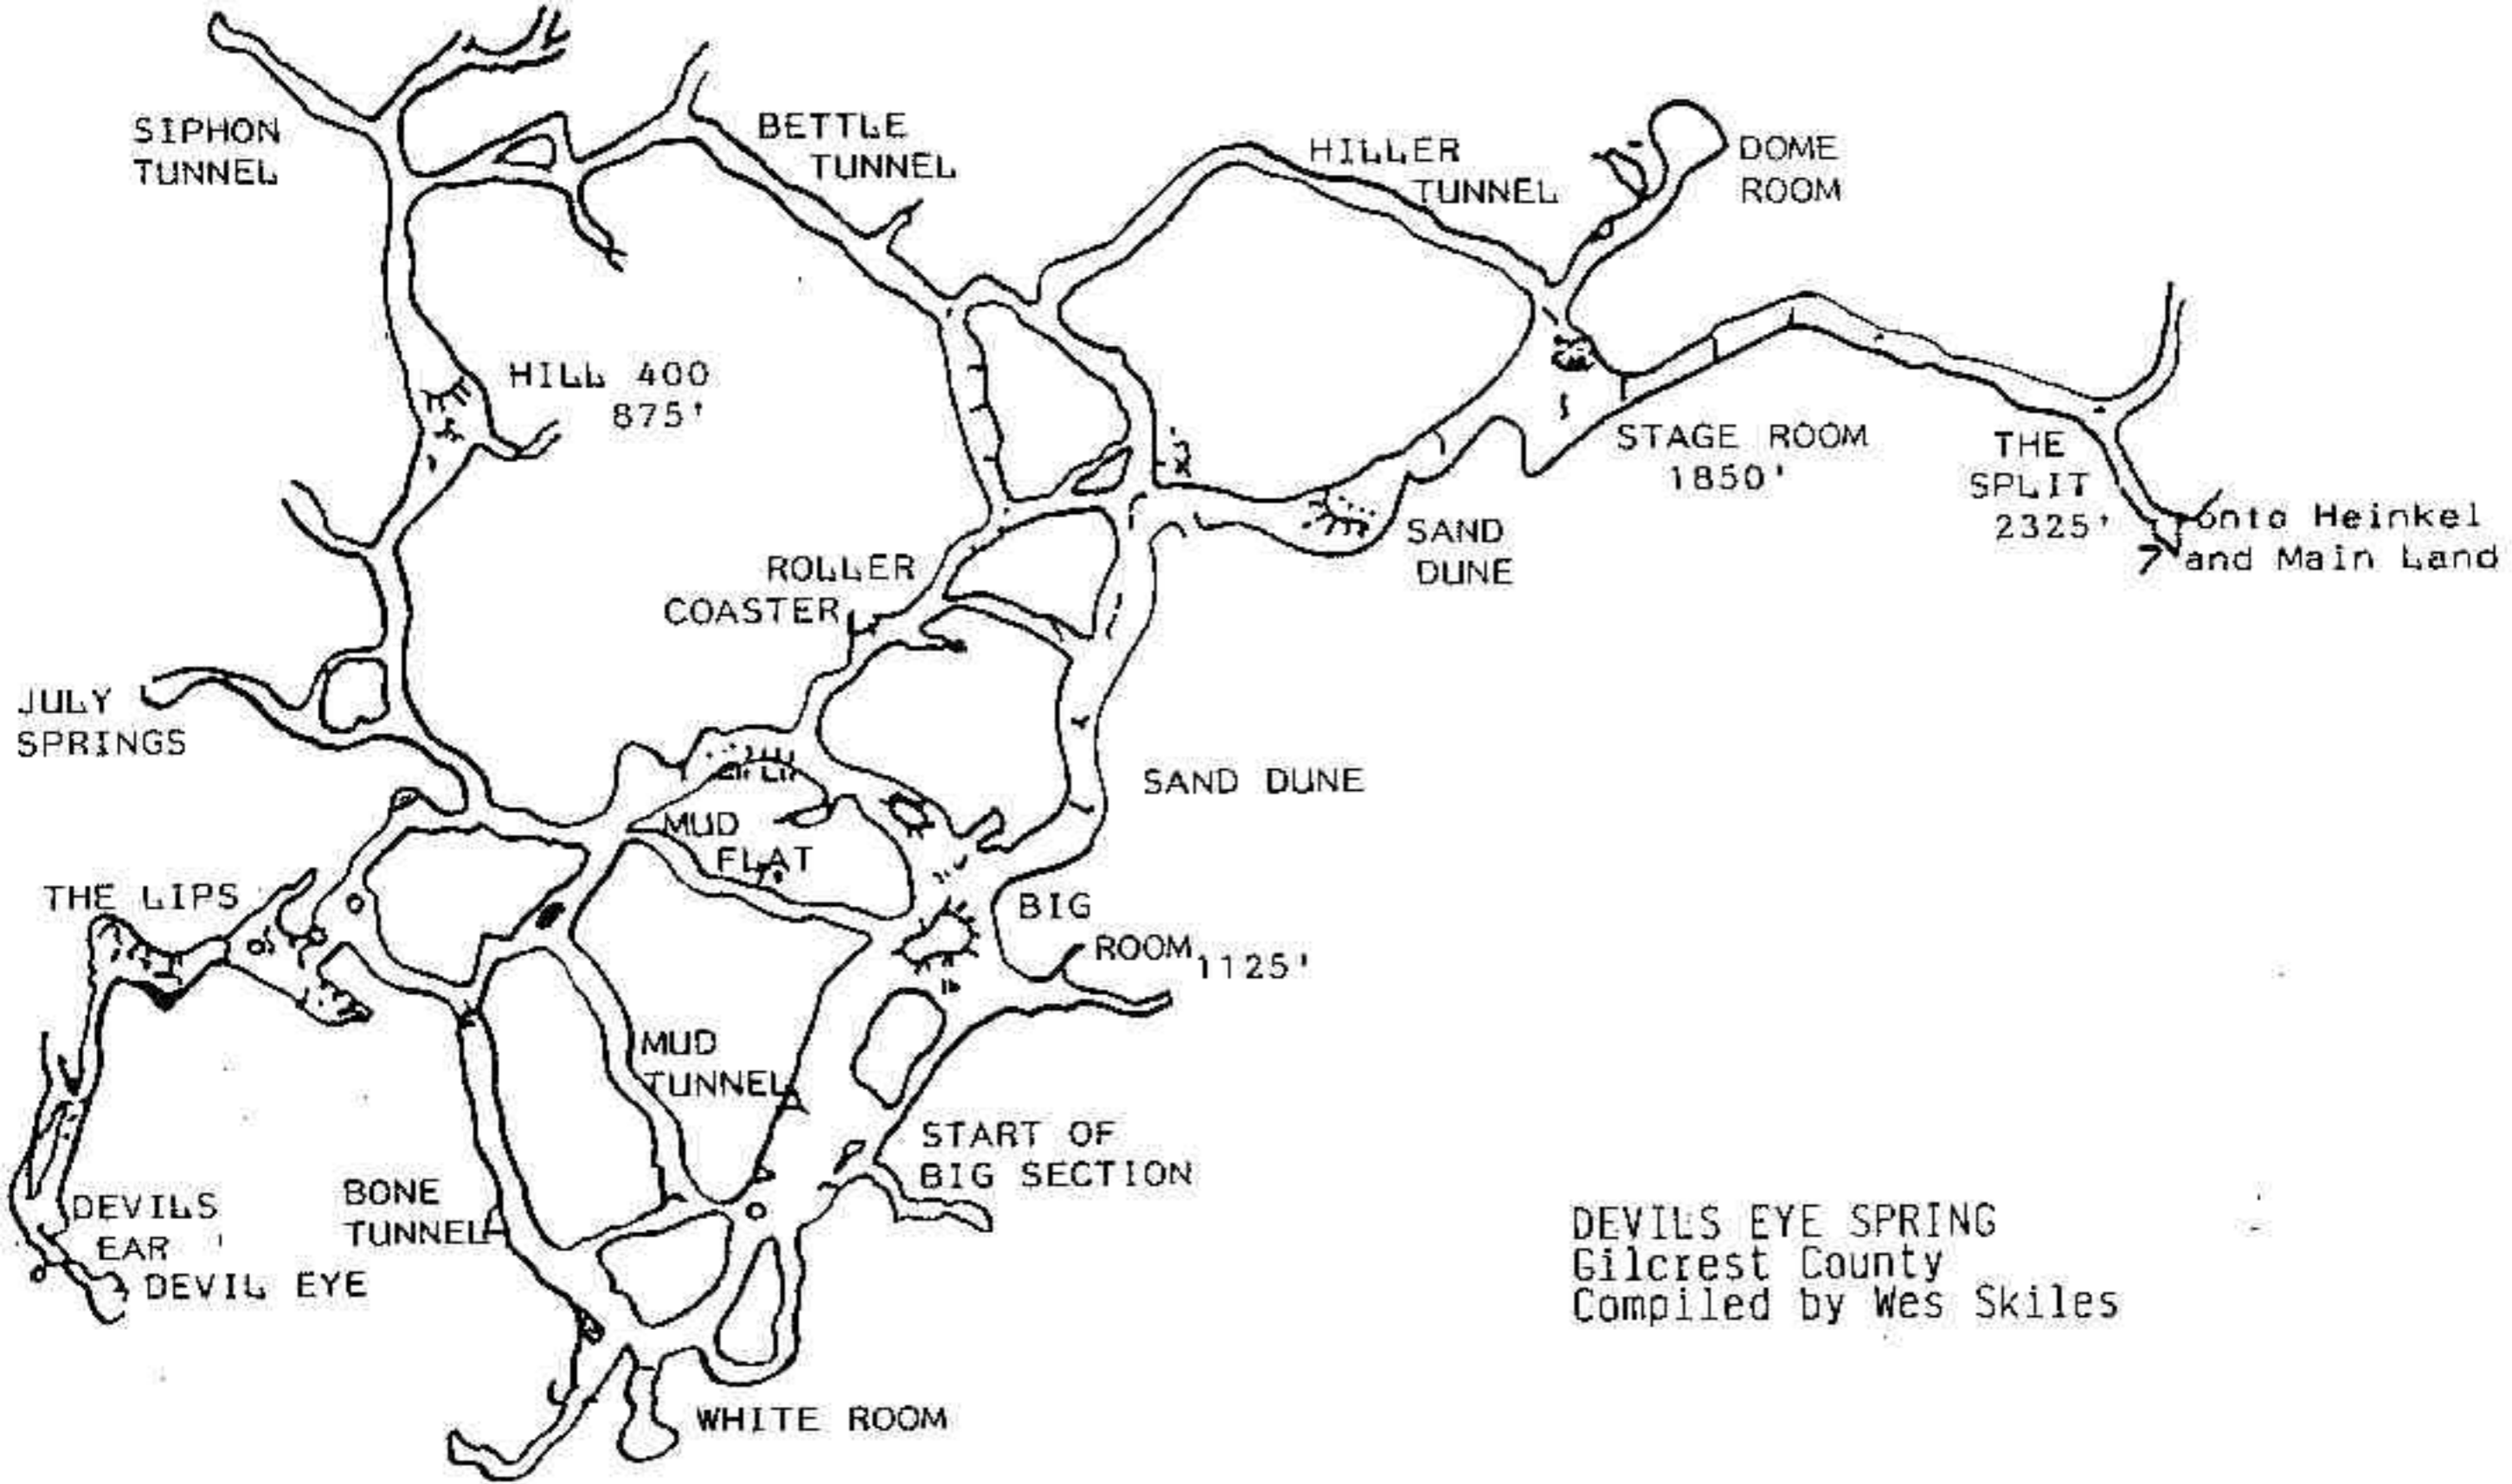 SIPHON
TUNNEL
BETTLE
TUNNEL
HILLER
TUNNEL
DOME
ROOM
HILL 400
875'
STAGE ROOM
1850'
THE
SPLIT
2325'
onto Heinkel
and Main Land
SAND
DUNE
ROLLER
COASTER
JULY
SPRINGS
SAND DUNE
MUD
FLAT
THE LIPS
BIG
ROOM 1125'
MUD
TUNNEL
START OF
BIG SECTION
DEVILS
EAR
DEVIL EYE
BONE
TUNNEL
WHITE ROOM
DEVILS EYE SPRING
Gilcrest County
Compiled by Wes Skiles